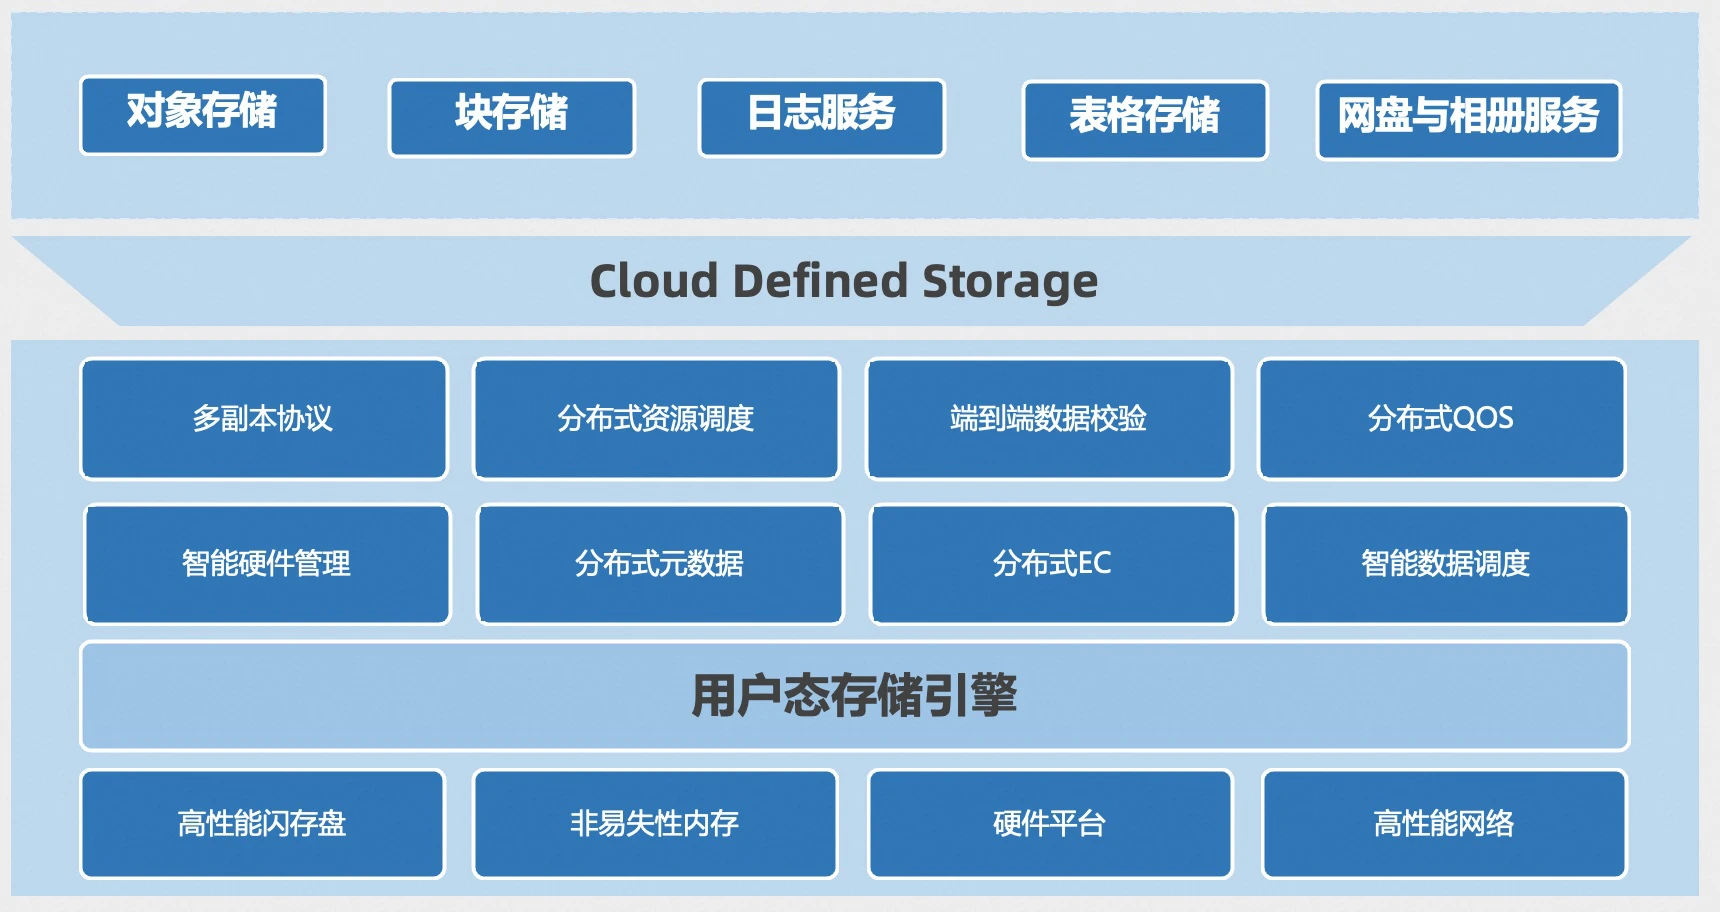 对象存储
块存储
日志服务
表格存储
网盘与相册服务
Cloud Defined Storage
多副本协议
分布式资源调度
端到端数据校验
分布式QOS
智能硬件管理
分布式元数据
分布式EC
智能数据调度
用户态存储引擎
高性能闪存盘
非易失性内存
硬件平台
高性能网络